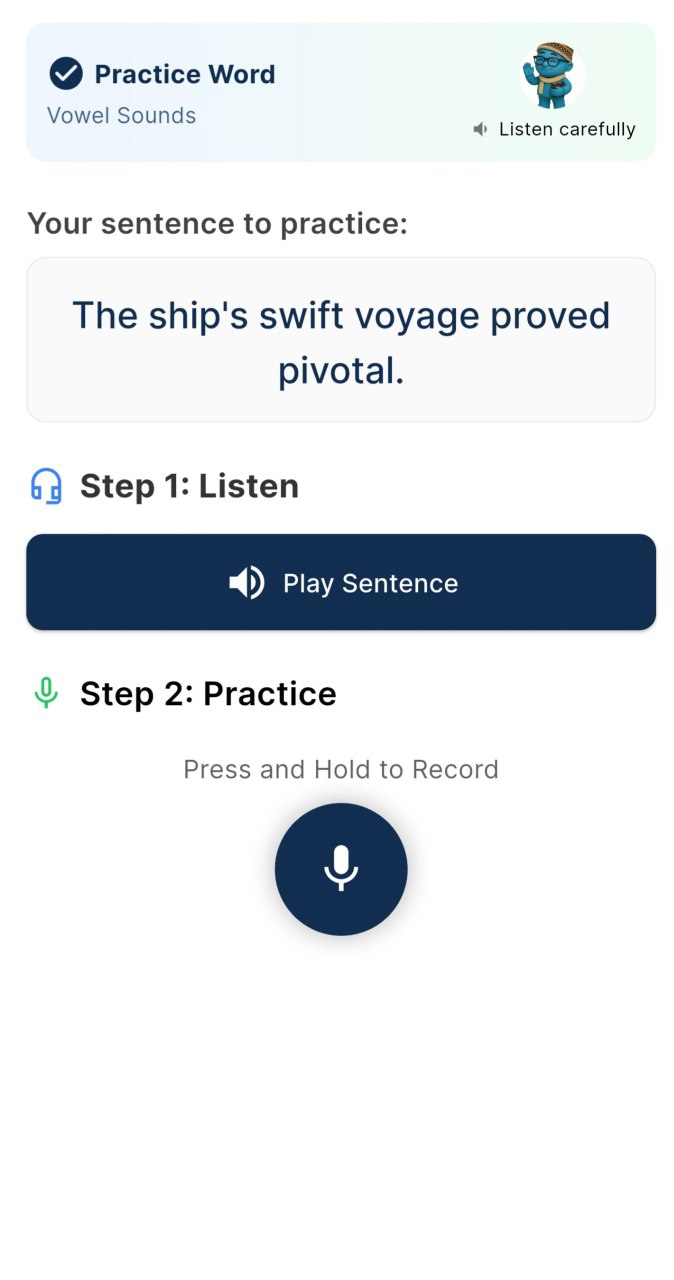 Practice Word
Vowel Sounds
Listen carefully
Your sentence to practice:
The ship's swift voyage proved
pivotal.
Step 1: Listen
Play Sentence
Step 2: Practice
Press and Hold to Record